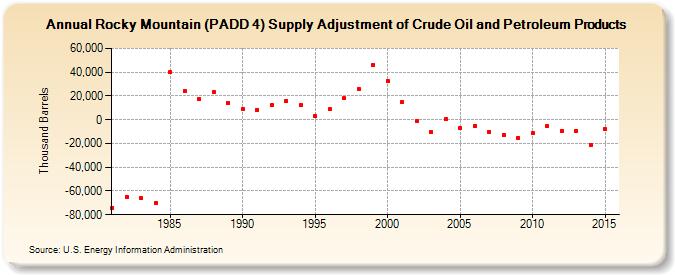 Annual Rocky Mountain (PADD 4) Supply Adjustment of Crude Oil and Petroleum Products
Thousand Barrels
60,000
40,000
20,000
0
-20,000
-40,000
-60,000
-80,000
1985 1990 1995 2000 2005 2010 2015
Source: U.S. Energy Information Administration